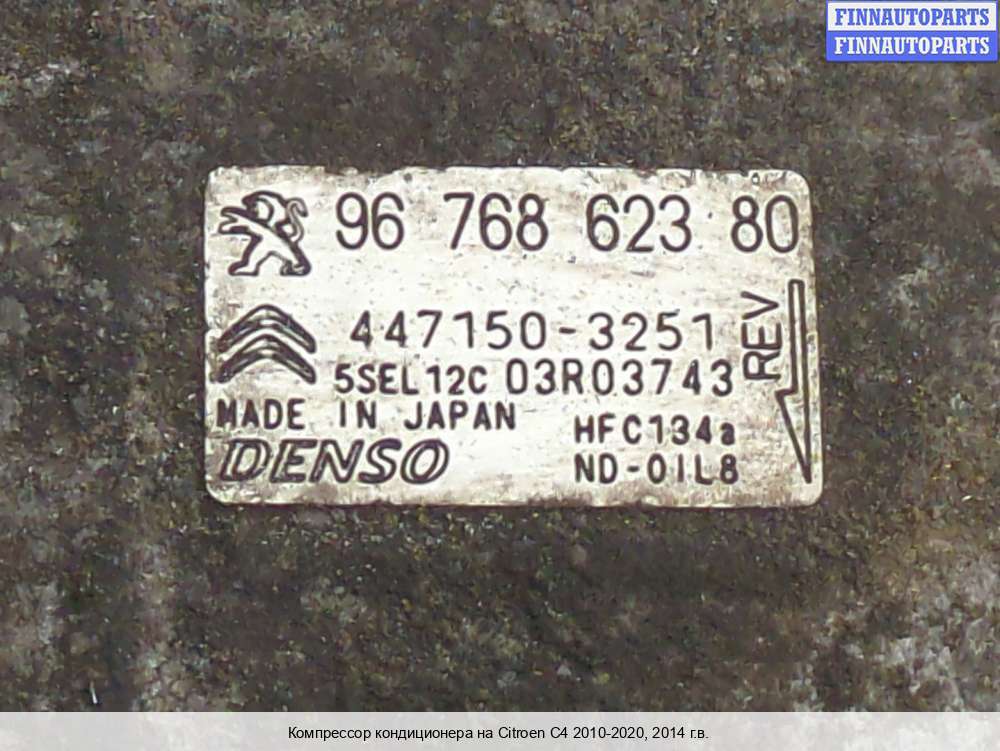 FINNAUTOPARTS
FINNAUTOPARTS
96 768 623 80
447150-3251
5SEL12C 03R03743
REV
MADE IN JAPAN
HFC134a
DENSO
ND-OIL8
Компрессор кондиционера на Citroen C4 2010-2020, 2014 г.в.